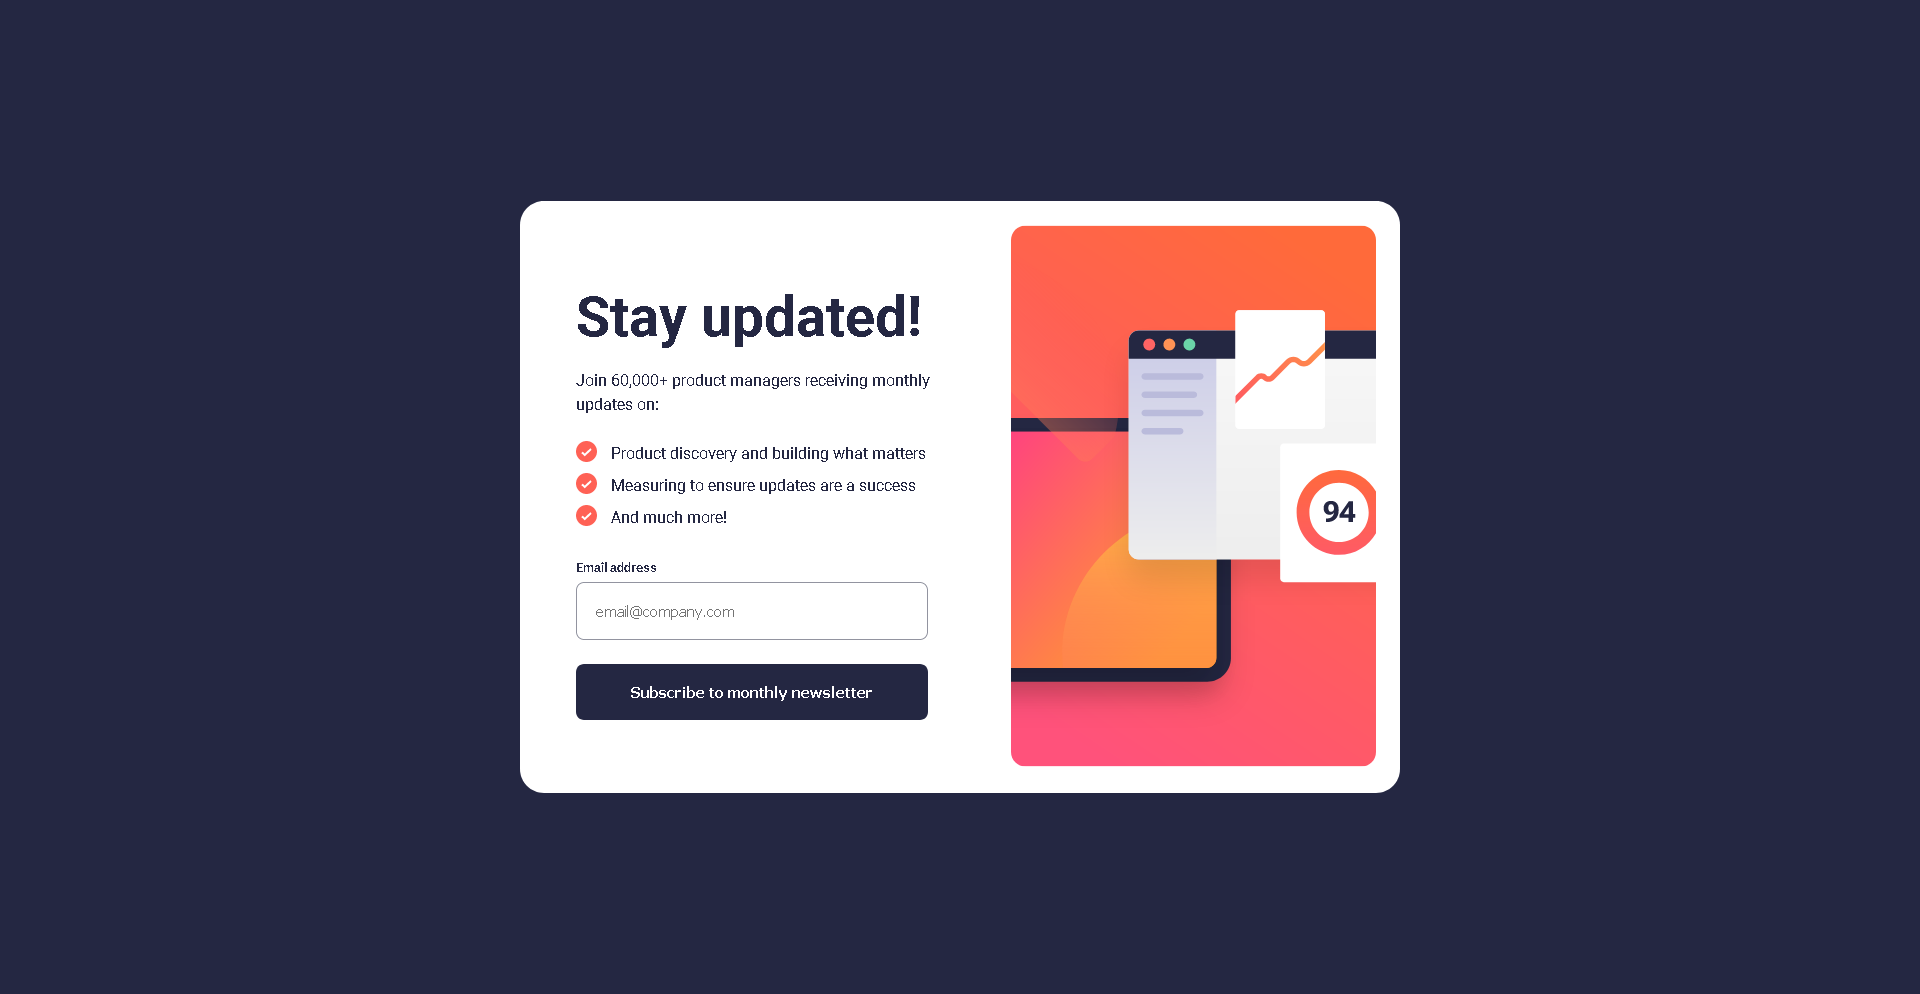 Stay updated!
Join 60,000+ product managers receiving monthly
updates on:
Product discovery and building what matters
Measuring to ensure updates are a success
And much more!
Email address
email@company.com
Subscribe to monthly newsletter
94